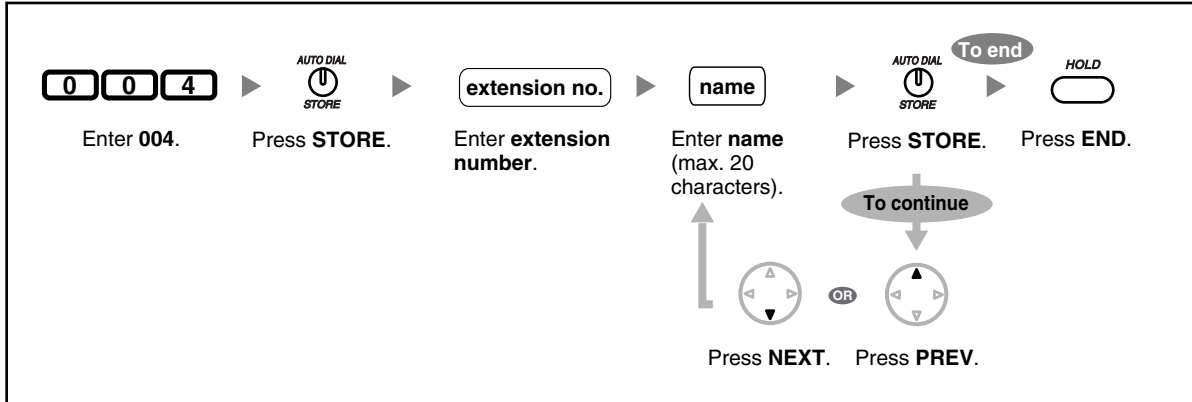 0 0 4
Enter 004.
AUTO DIAL
STORE
Press STORE.
extension no.
Enter extension
number.
name
Enter name
(max. 20
characters).
AUTO DIAL
STORE
Press STORE.
To end
HOLD
Press END.
To continue
OR
Press NEXT.
Press PREV.